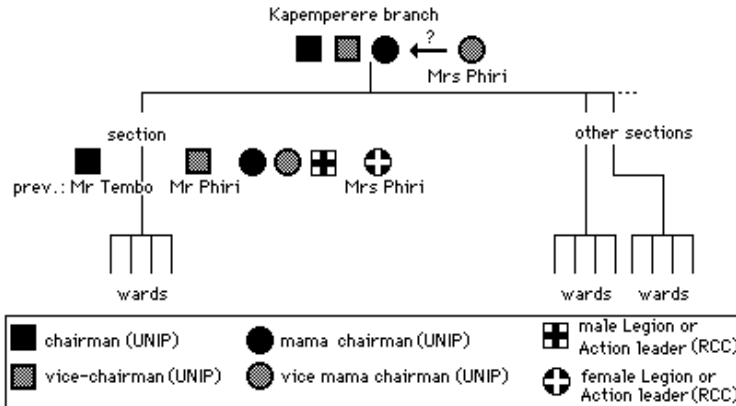 Kapemperere branch
?
Mrs Phiri
section
other sections
prev.: Mr Tembo Mr Phiri Mrs Phiri
wards wards wards
chairman (UNIP) mama chairman (UNIP) male Legion or
Action leader (RCC)
vice-chairman (UNIP) vice mama chairman (UNIP) female Legion or
Action leader (RCC)